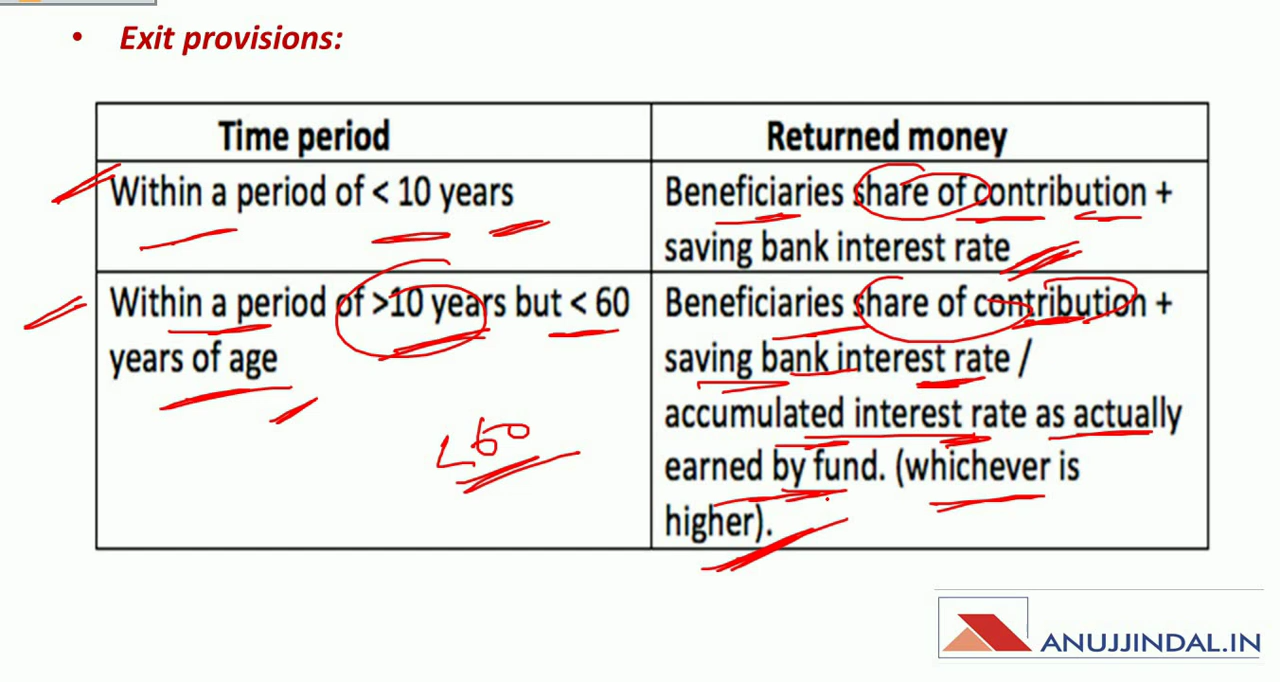 • Exit provisions:
Time period
Returned money
Within a period of < 10 years
Beneficiaries share of contribution +
saving bank interest rate
Within a period of >10 years but < 60
years of age
Beneficiaries share of contribution +
saving bank interest rate /
accumulated interest rate as actually
earned by fund. (whichever is
higher).
<60
ANUJJINDAL.IN